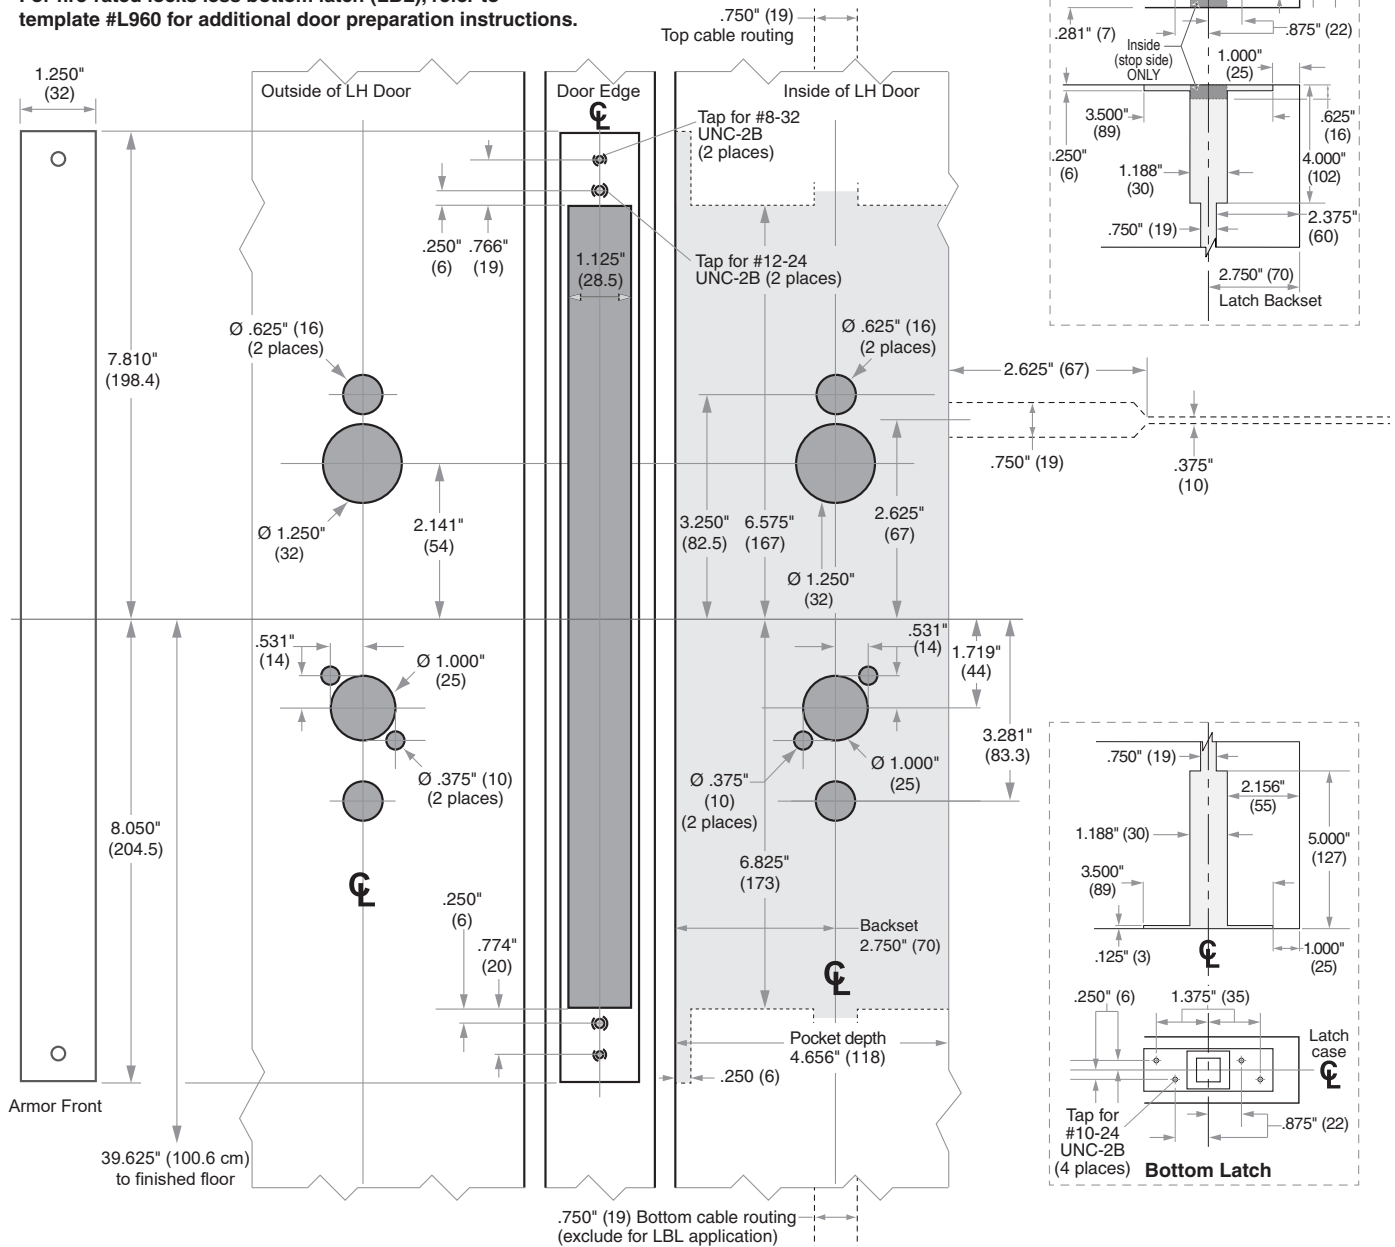 template #L960 for additional door preparation instructions.
.750" (19)
Top cable routing
.281" (7)
.875" (22)
Inside
(stop side)
ONLY
1.000"
(25)
3.500"
(89)
.625"
(16)
.250"
(6)
1.188"
(30)
4.000"
(102)
.750" (19)
2.375"
(60)
2.750" (70)
Latch Backset
1.250"
(32)
Outside of LH Door
Door Edge
Inside of LH Door
℄
Tap for #8-32
UNC-2B
(2 places)
.250"
(6)
.766"
(19)
1.125"
(28.5)
Tap for #12-24
UNC-2B (2 places)
Ø .625" (16)
(2 places)
Ø .625" (16)
(2 places)
7.810"
(198.4)
2.625" (67)
.750" (19)
.375"
(10)
Ø 1.250"
(32)
2.141"
(54)
3.250"
(82.5)
6.575"
(167)
2.625"
(67)
Ø 1.250"
(32)
.531"
(14)
Ø 1.000"
(25)
.531"
(14)
1.719"
(44)
3.281"
(83.3)
Ø .375" (10)
(2 places)
Ø .375"
(10)
(2 places)
Ø 1.000"
(25)
8.050"
(204.5)
℄
6.825"
(173)
.250"
(6)
.774"
(20)
Backset
2.750" (70)
℄
Pocket depth
4.656" (118)
.250 (6)
Armor Front
39.625" (100.6 cm)
to finished floor
.750" (19) Bottom cable routing
(exclude for LBL application)
.750" (19)
2.156"
(55)
1.188" (30)
5.000"
(127)
3.500"
(89)
.125" (3)
℄
1.000"
(25)
.250" (6)
1.375" (35)
Latch
case
℄
Tap for
#10-24
UNC-2B
(4 places)
.875" (22)
Bottom Latch